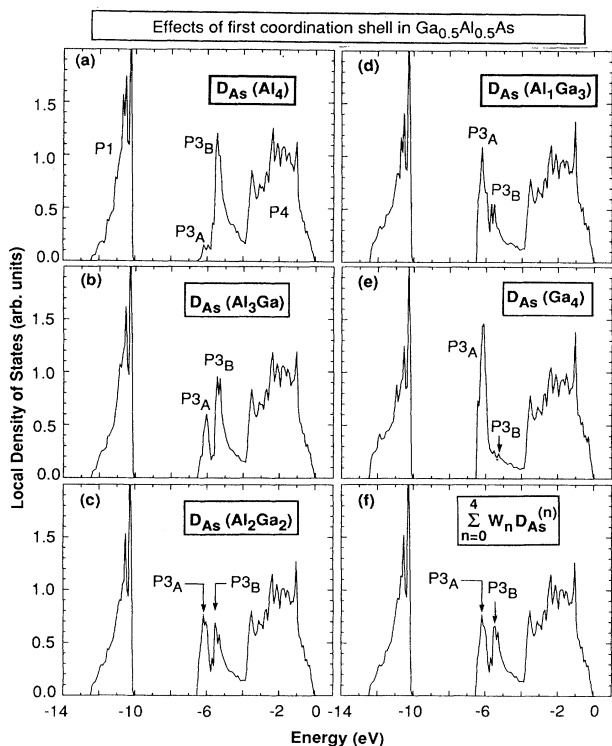 Effects of first coordination shell in Ga0.5Al0.5As
(a)
DAs (Al4)
P1
P3B
P3A
P4
1.5
1.0
0.5
0.0
(d)
DAs (Al1Ga3)
P3A
P3B
(b)
DAs (Al3Ga)
P3B
P3A
1.5
1.0
0.5
0.0
(e)
DAs (Ga4)
P3A
P3B
(c)
DAs (Al2Ga2)
P3A
P3B
1.5
1.0
0.5
0.0
(f)
4
Σ WnDAs(n)
n=0
P3A
P3B
Local Density of States (arb. units)
-14 -10 -6 -2 0
-10 -6 -2 0
Energy (eV)